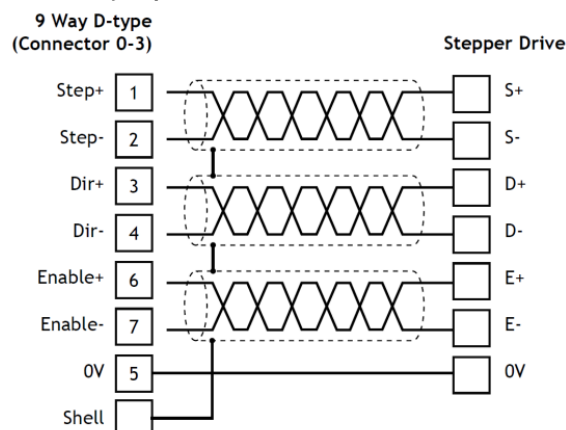 9 Way D-type
(Connector 0-3)
Stepper Drive
Step+ 1 S+
Step- 2 S-
Dir+ 3 D+
Dir- 4 D-
Enable+ 6 E+
Enable- 7 E-
0V 5 0V
Shell